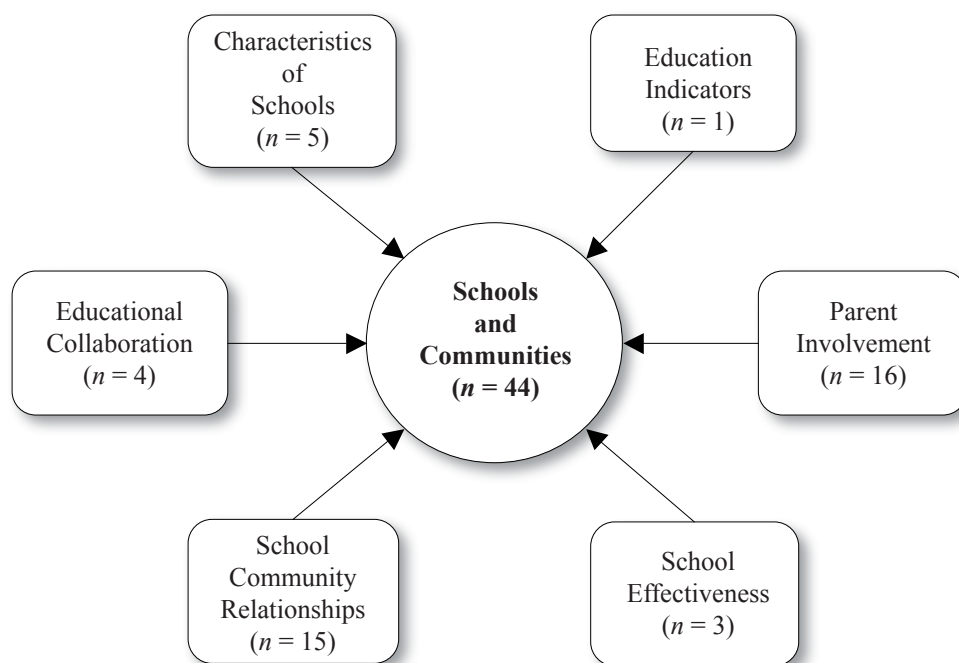 Characteristics
of
Schools
(n = 5)
Education
Indicators
(n = 1)
Educational
Collaboration
(n = 4)
Schools
and
Communities
(n = 44)
Parent
Involvement
(n = 16)
School
Community
Relationships
(n = 15)
School
Effectiveness
(n = 3)